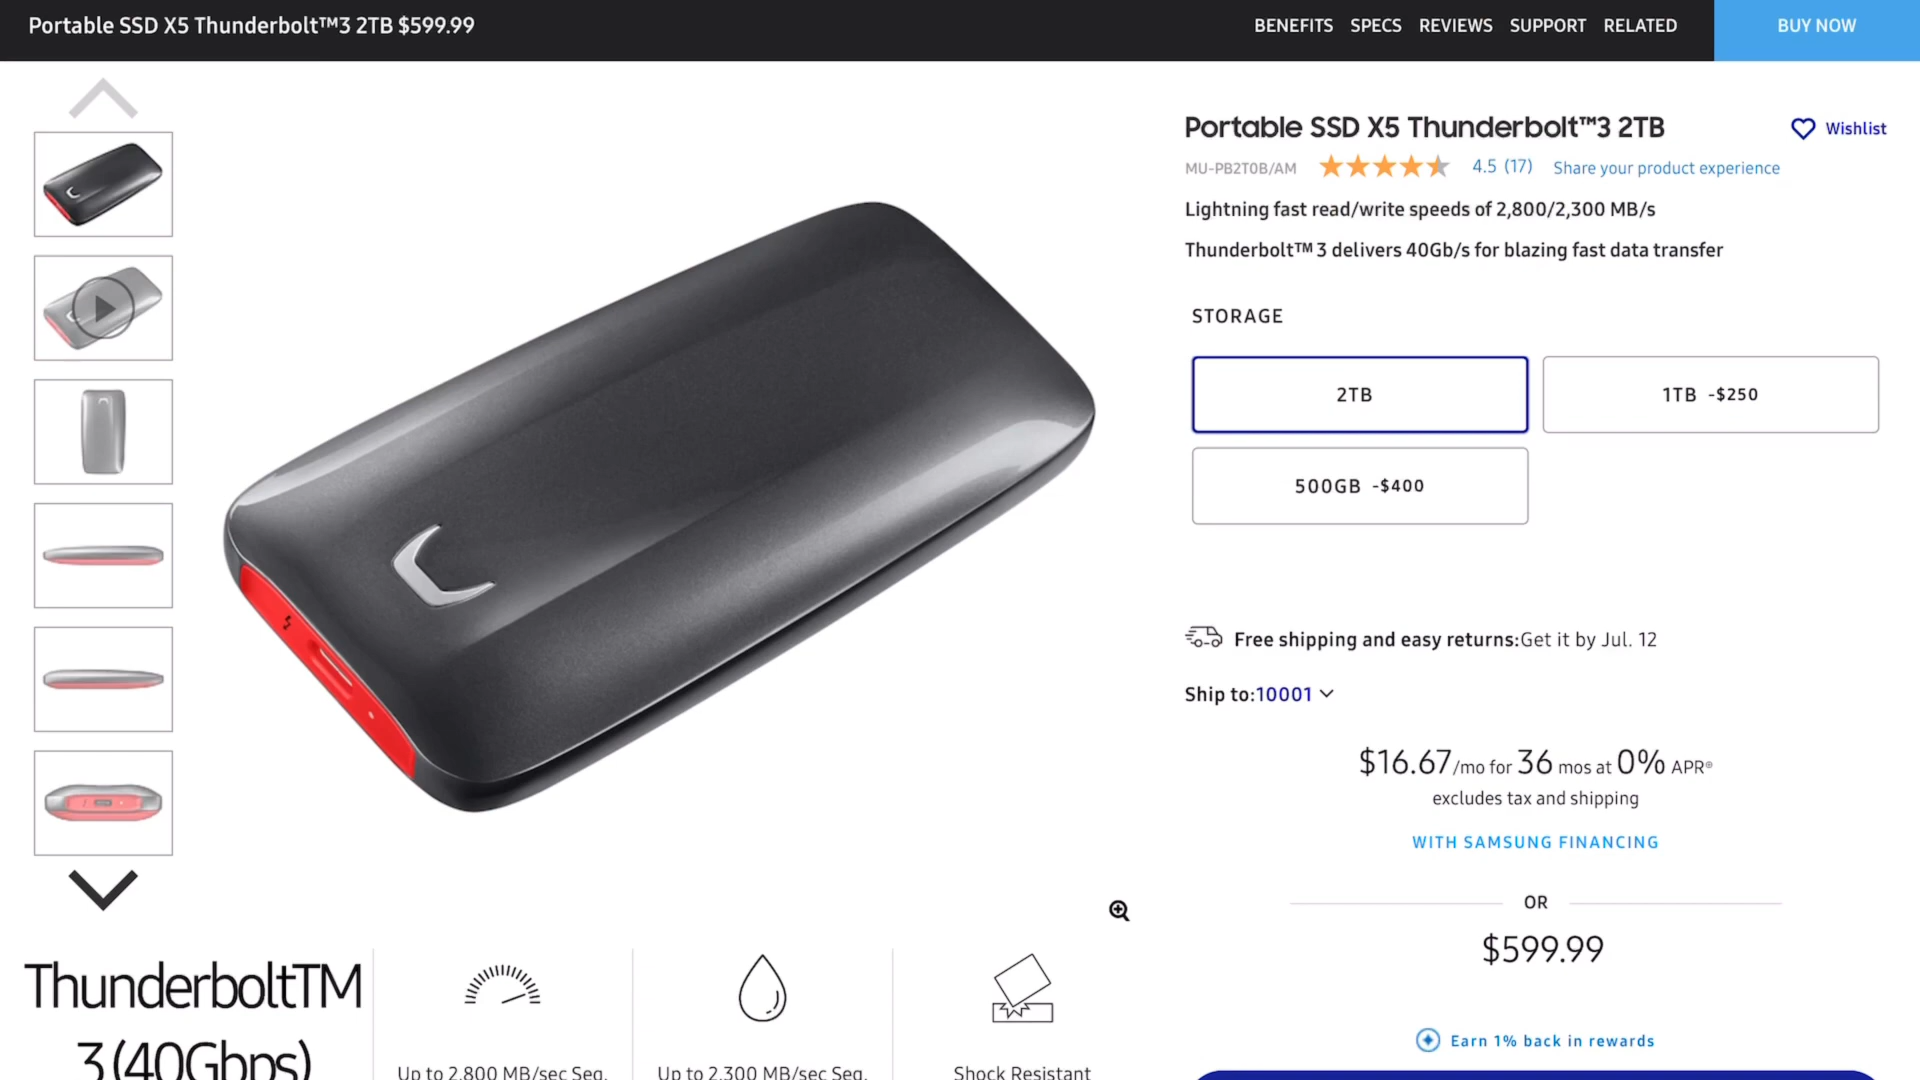 Portable SSD X5 Thunderbolt™3 2TB $599.99
BENEFITS SPECS REVIEWS SUPPORT RELATED BUY NOW
Portable SSD X5 Thunderbolt™3 2TB
Wishlist
MU-PB2T0B/AM 4.5 (17) Share your product experience
Lightning fast read/write speeds of 2,800/2,300 MB/s
Thunderbolt™ 3 delivers 40Gb/s for blazing fast data transfer
STORAGE
2TB
1TB -$250
500GB -$400
Free shipping and easy returns:Get it by Jul. 12
Ship to:10001
$16.67/mo for 36 mos at 0% APR
excludes tax and shipping
WITH SAMSUNG FINANCING
OR
$599.99
Earn 1% back in rewards
ThunderboltTM
3 (40Gbps)
Up to 2,800 MB/sec Seq.
Up to 2,300 MB/sec Seq.
Shock Resistant